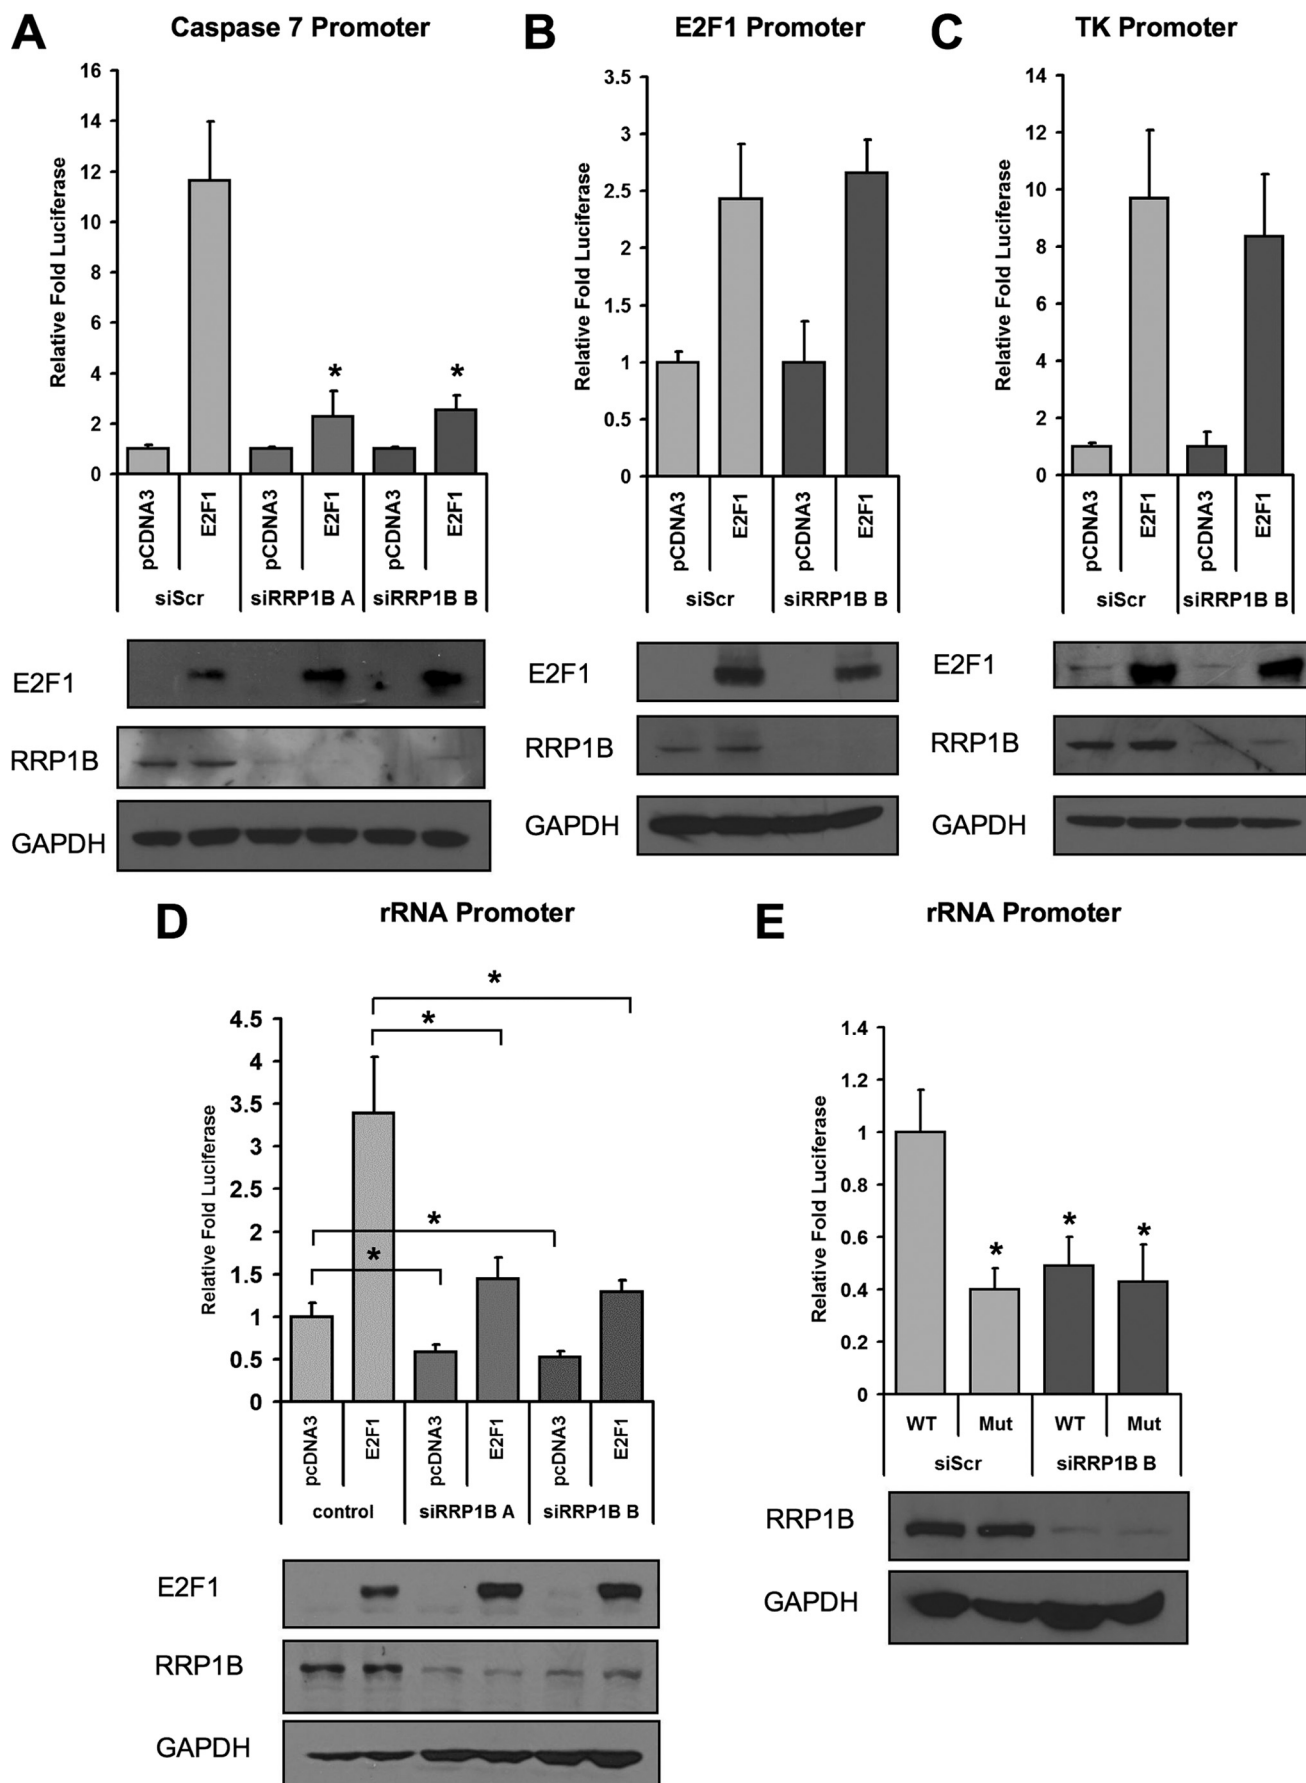 A
Caspase 7 Promoter
Relative Fold Luciferase
16
14
12
10
8
6
4
2
0
*
*
pCDNA3
E2F1
pCDNA3
E2F1
pCDNA3
E2F1
siScr
siRRP1B A
siRRP1B B
E2F1
RRP1B
GAPDH
B
E2F1 Promoter
Relative Fold Luciferase
3.5
3
2.5
2
1.5
1
0.5
0
pCDNA3
E2F1
pCDNA3
E2F1
siScr
siRRP1B B
E2F1
RRP1B
GAPDH
C
TK Promoter
Relative Fold Luciferase
14
12
10
8
6
4
2
0
pCDNA3
E2F1
pCDNA3
E2F1
siScr
siRRP1B B
E2F1
RRP1B
GAPDH
D
rRNA Promoter
Relative Fold Luciferase
4.5
4
3.5
3
2.5
2
1.5
1
0.5
0
*
*
*
*
pcDNA3
E2F1
pcDNA3
E2F1
pcDNA3
E2F1
control
siRRP1B A
siRRP1B B
E2F1
RRP1B
GAPDH
E
rRNA Promoter
Relative Fold Luciferase
1.4
1.2
1
0.8
0.6
0.4
0.2
0
*
*
*
WT
Mut
WT
Mut
siScr
siRRP1B B
RRP1B
GAPDH